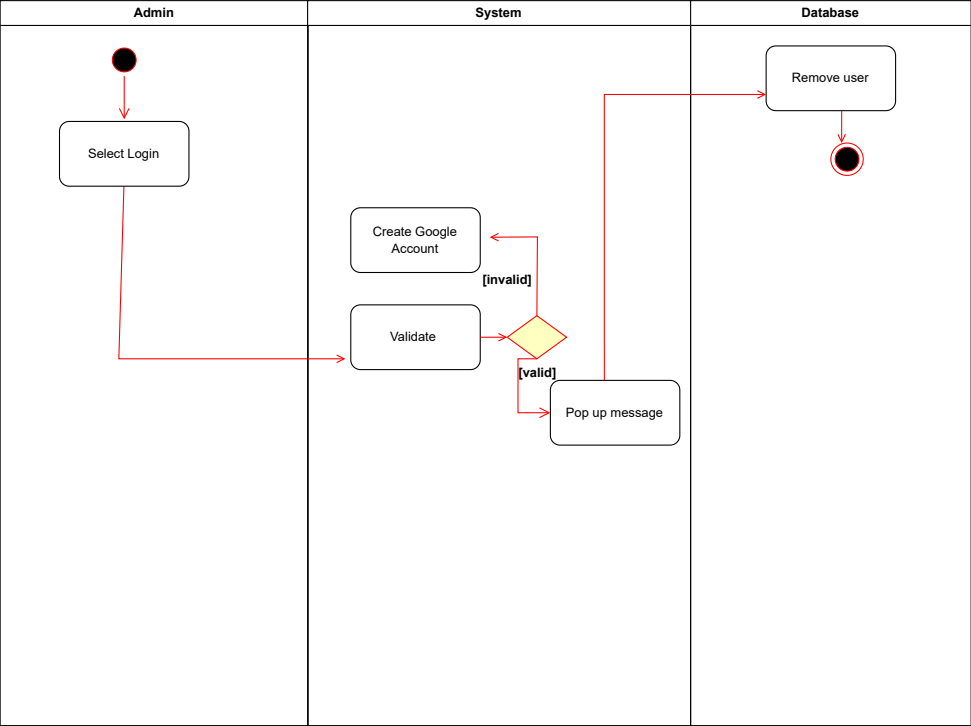 Admin
System
Database
Remove user
Select Login
Create Google
Account
[invalid]
Validate
[valid]
Pop up message